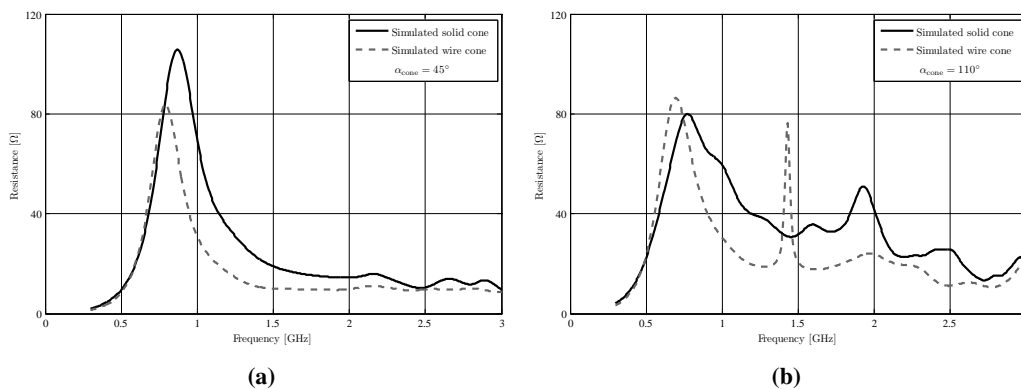 120
80
40
0
Resistance [Ω]
0 0.5 1 1.5 2 2.5 3
Frequency [GHz]
Simulated solid cone
Simulated wire cone
α_cone = 45°
(a)
120
80
40
0
Resistance [Ω]
0 0.5 1 1.5 2 2.5
Frequency [GHz]
Simulated solid cone
Simulated wire cone
α_cone = 110°
(b)